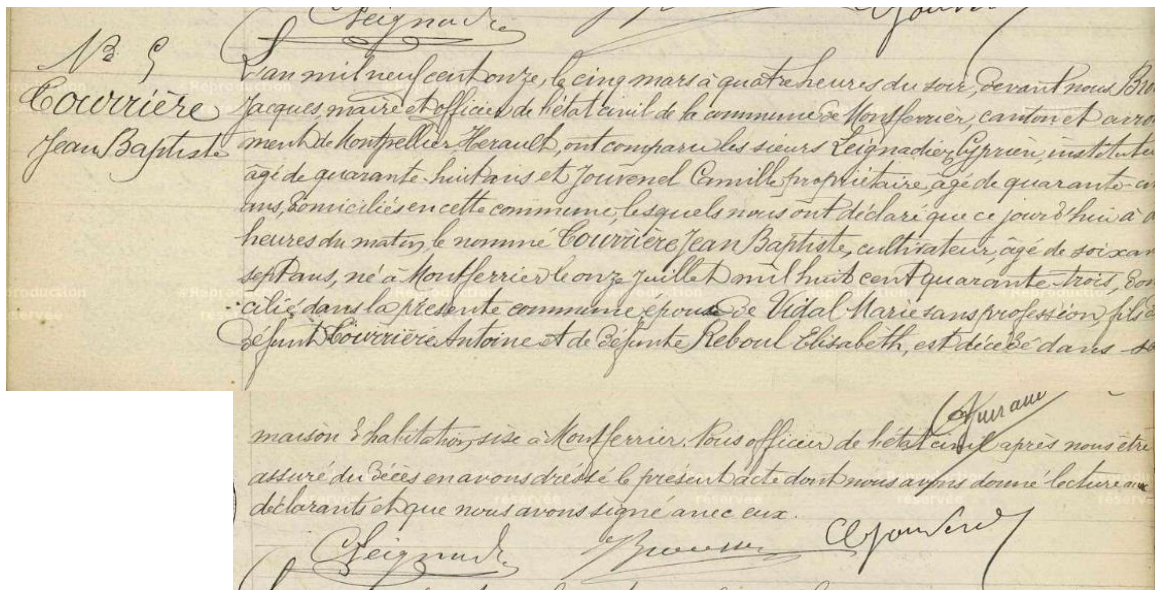 Leignadier
Nº 5
Courrière
Jean Baptiste
L'an mil neuf cent onze, le cinq mars à quatre heures du soir, devant nous
Jacques, maire et officier de l'état civil de la commune de Montferrier, canton et arron
ment de Montpellier Herault, ont comparu les sieurs Leignadier Cyprien, institute
âgé de quarante-huit ans et Jouvenel Camille, propriétaire, âgé de quarante-ci
ans, domiciliés en cette commune, lesquels nous ont déclaré que ce jourd'hui à
heures du matin, le nommé Courrière Jean Baptiste, cultivateur, âgé de soixan
sept ans, né à Montferrier le onze juillet mil huit cent quarante-trois, dom
cilié dans la présente commune époux de Vidal Marie sans profession, fils de
défunt Courrière Antoine et de défunte Reboul Elisabeth, est décédé dans s
maison d'habitation, sise à Montferrier. Nous officier de l'état civil après nous être
assuré du décès en avons dressé le présent acte dont nous avons donné lecture aux
déclarants et que nous avons signé avec eux.
Leignadier